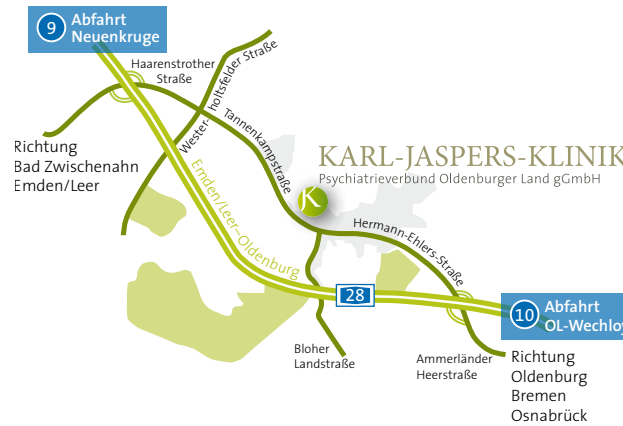 9 Abfahrt
Neuenkruge
Haarenstrother
Straße
Wester-holtsfelder Straße
Tannenkampstraße
Richtung
Bad Zwischenahn
Emden/Leer
KARL-JASPERS-KLINIK
Psychiatrieverbund Oldenburger Land gGmbH
K
Emden/Leer–Oldenburg
Hermann-Ehlers-Straße
28
10 Abfahrt
OL-Wechloy
Bloher
Landstraße
Ammerländer
Heerstraße
Richtung
Oldenburg
Bremen
Osnabrück